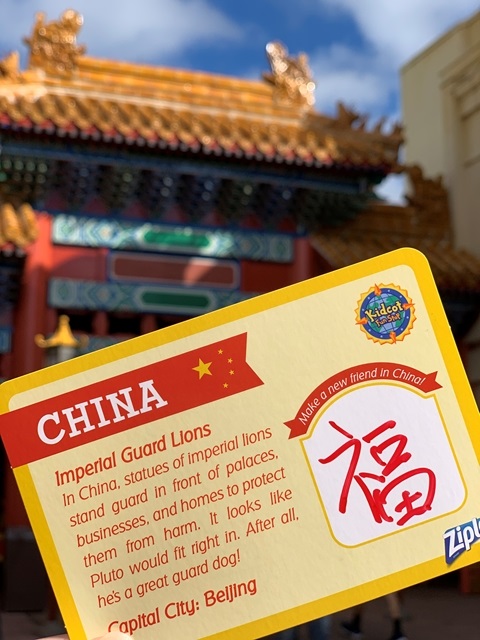 Kidcot
Fun Stop
CHINA
Imperial Guard Lions
In China, statues of imperial lions
stand guard in front of palaces,
businesses, and homes to protect
them from harm. It looks like
Pluto would fit right in. After all,
he's a great guard dog!
Capital City: Beijing
Make a new friend in China!
福
Zipl